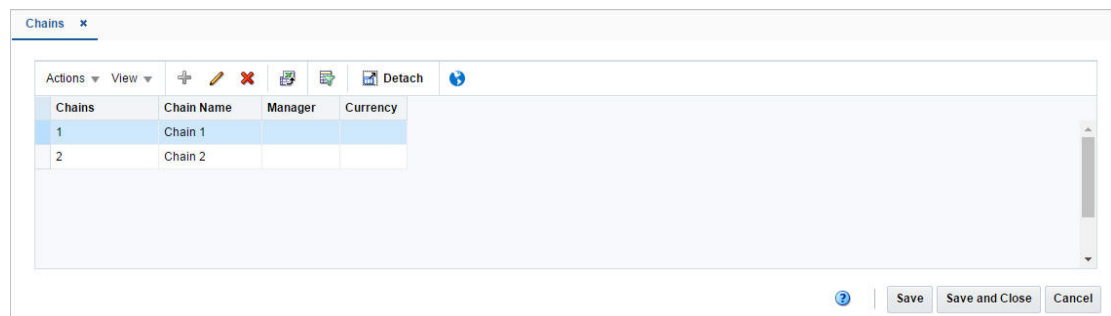 Chains
Actions View Detach
Chains Chain Name Manager Currency
1 Chain 1
2 Chain 2
Save Save and Close Cancel